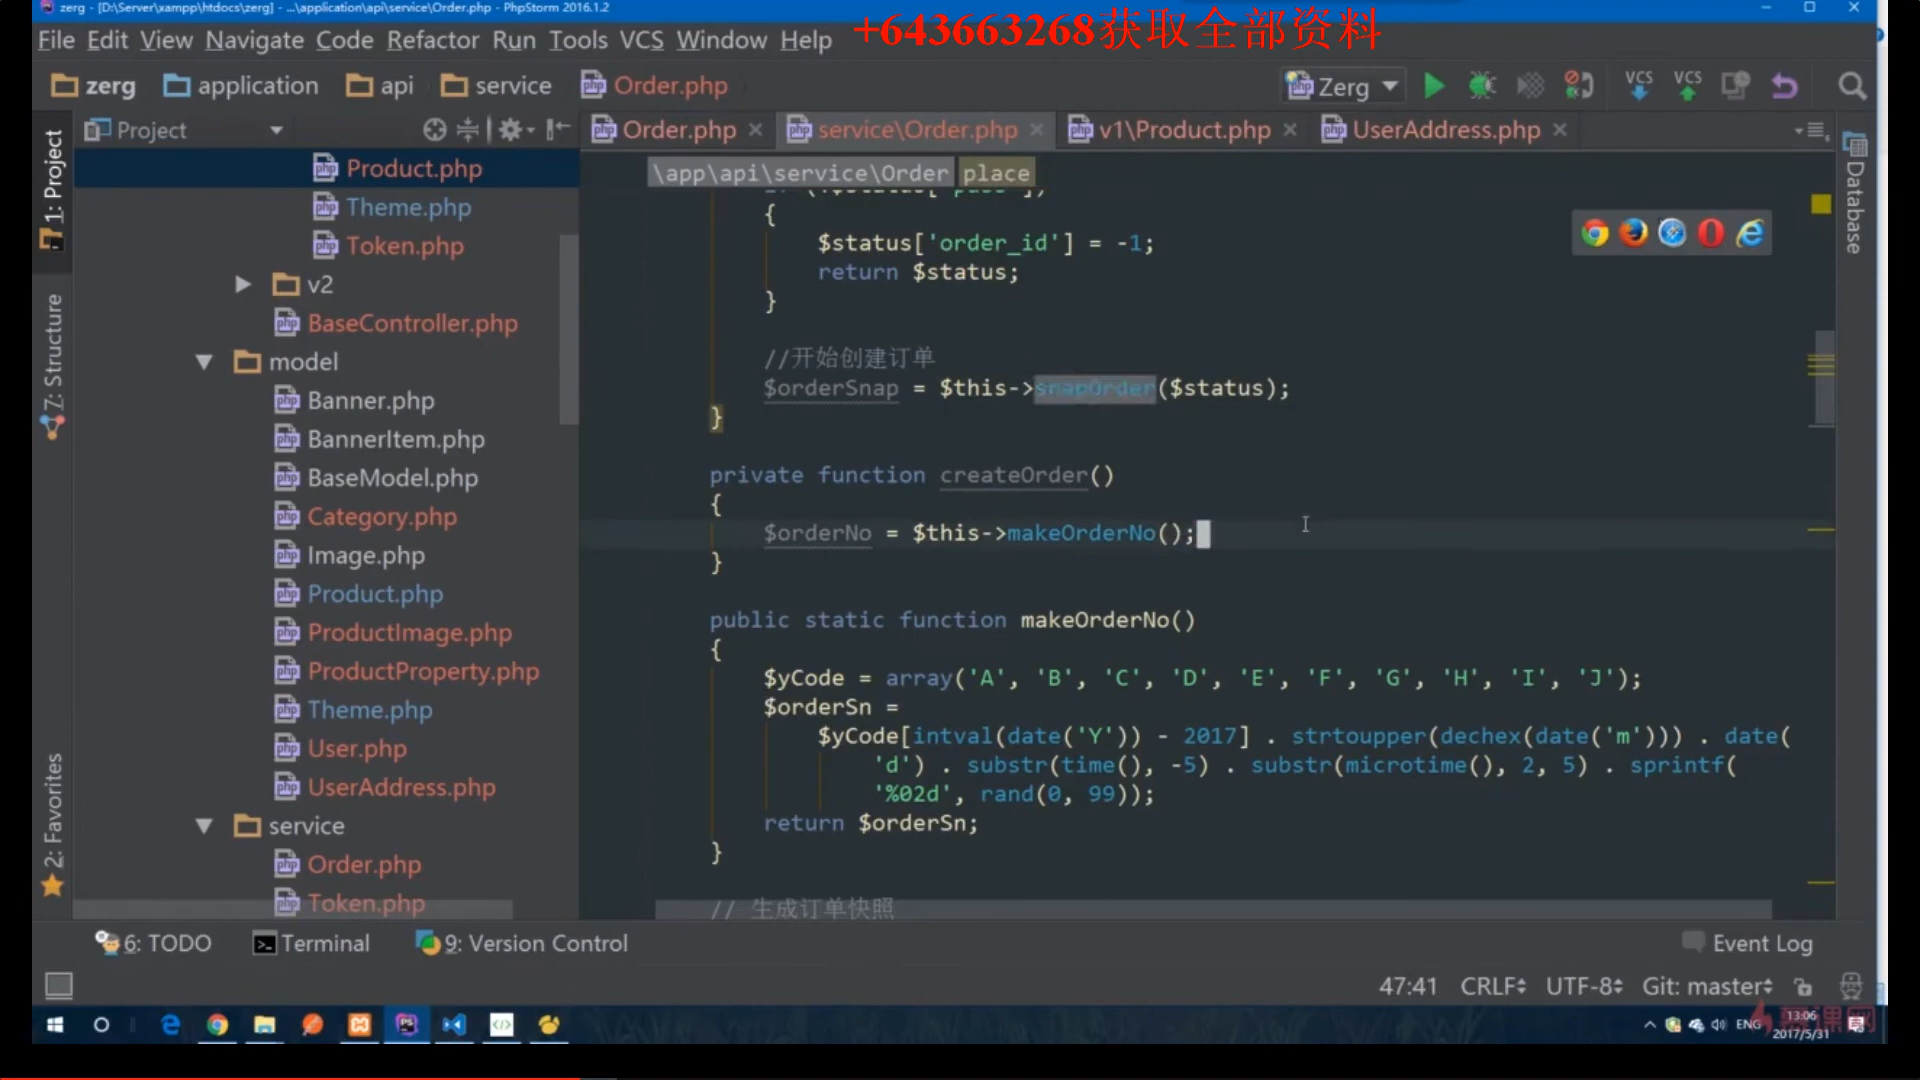 zerg - [D:\Server\xampp\htdocs\zerg] - ...\application\api\service\Order.php - PhpStorm 2016.1.2
+643663268获取全部资料
File Edit View Navigate Code Refactor Run Tools VCS Window Help
zerg application api service Order.php Zerg VCS VCS
Project Order.php service\Order.php v1\Product.php UserAddress.php
1: Project
7: Structure
2: Favorites
Database
Product.php
Theme.php
Token.php
v2
BaseController.php
model
Banner.php
BannerItem.php
BaseModel.php
Category.php
Image.php
Product.php
ProductImage.php
ProductProperty.php
Theme.php
User.php
UserAddress.php
service
Order.php
Token.php
\app\api\service\Order place
{
$status['order_id'] = -1;
return $status;
}
//开始创建订单
$orderSnap = $this->snapOrder($status);
}
private function createOrder()
{
$orderNo = $this->makeOrderNo();
}
public static function makeOrderNo()
{
$yCode = array('A', 'B', 'C', 'D', 'E', 'F', 'G', 'H', 'I', 'J');
$orderSn =
$yCode[intval(date('Y')) - 2017] . strtoupper(dechex(date('m'))) . date(
'd') . substr(time(), -5) . substr(microtime(), 2, 5) . sprintf(
'%02d', rand(0, 99));
return $orderSn;
}
// 生成订单快照
6: TODO Terminal 9: Version Control Event Log
47:41 CRLF UTF-8 Git: master
ENG 13:06
2017/5/31